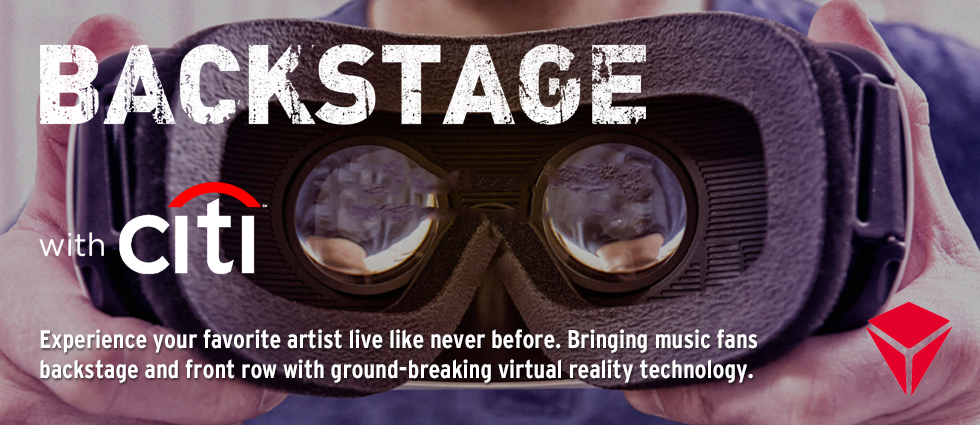 BACKSTAGE
with citi™
Experience your favorite artist live like never before. Bringing music fans
backstage and front row with ground-breaking virtual reality technology.